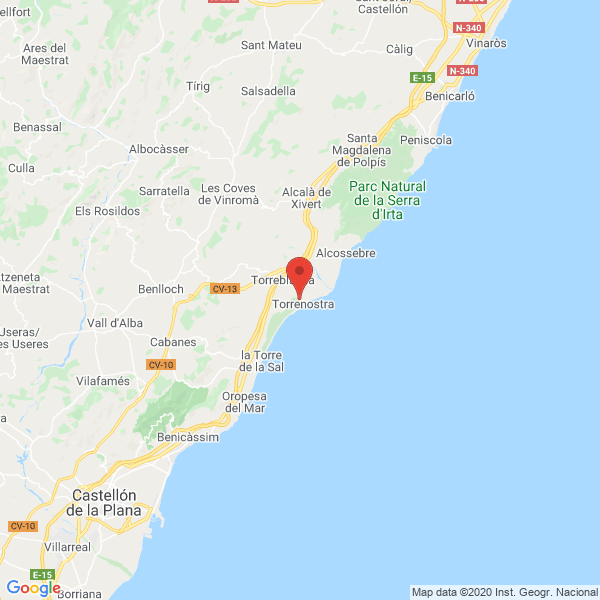 Castellón
N-340
Ares del
Maestrat
Sant Mateu
Càlig
Vinaròs
E-15
N-340
Tírig
Salsadella
Benicarló
Benassal
Santa
Magdalena
de Polpís
Peniscola
Albocàsser
Culla
Sarratella
Les Coves
de Vinromà
Alcalà de
Xivert
Parc Natural
de la Serra
d'Irta
Els Rosildos
Alcossebre
Atzeneta
Maestrat
Benlloch
CV-13
Torrenostra
Vall d'Alba
Useras/
es Useres
Cabanes
la Torre
de la Sal
CV-10
Vilafamés
Oropesa
del Mar
Benicàssim
Castellón
de la Plana
CV-10
Villarreal
E-15
Borriana
Google
Map data ©2020 Inst. Geogr. Nacional